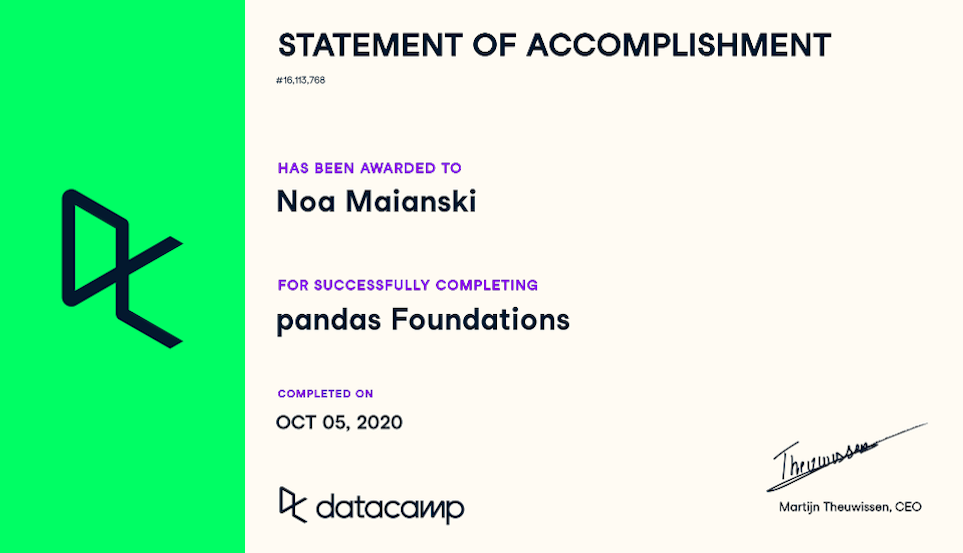 STATEMENT OF ACCOMPLISHMENT
#16,113,768
HAS BEEN AWARDED TO
Noa Maianski
FOR SUCCESSFULLY COMPLETING
pandas Foundations
COMPLETED ON
OCT 05, 2020
datacamp
Theuwissen
Martijn Theuwissen, CEO